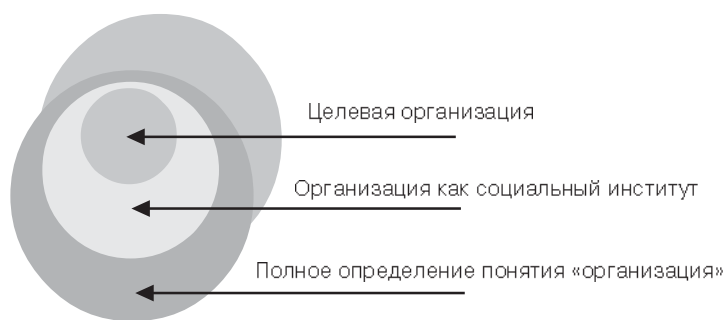 Целевая организация
Организация как социальный институт
Полное определение понятия «организация»